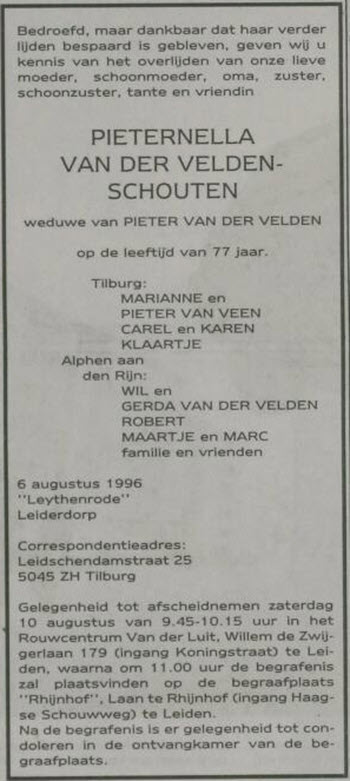 Bedroefd, maar dankbaar dat haar verder
lijden bespaard is gebleven, geven wij u
kennis van het overlijden van onze lieve
moeder, schoonmoeder, oma, zuster,
schoonzuster, tante en vriendin
PIETERNELLA
VAN DER VELDEN-
SCHOUTEN
weduwe van PIETER VAN DER VELDEN
op de leeftijd van 77 jaar.
Tilburg:
MARIANNE en
PIETER VAN VEEN
CAREL en KAREN
KLAARTJE
Alphen aan
den Rijn:
WIL en
GERDA VAN DER VELDEN
ROBERT
MAARTJE en MARC
familie en vrienden
6 augustus 1996
"Leythenrode"
Leiderdorp
Correspondentieadres:
Leidschendamstraat 25
5045 ZH Tilburg
Gelegenheid tot afscheidnemen zaterdag
10 augustus van 9.45-10.15 uur in het
Rouwcentrum Van der Luit, Willem de Zwij-
gerlaan 179 (ingang Koningstraat) te Lei-
den, waarna om 11.00 uur de begrafenis
zal plaatsvinden op de begraafplaats
"Rhijnhof", Laan te Rhijnhof (ingang Haag-
se Schouwweg) te Leiden.
Na de begrafenis is er gelegenheid tot con-
doleren in de ontvangkamer van de be-
graafplaats.